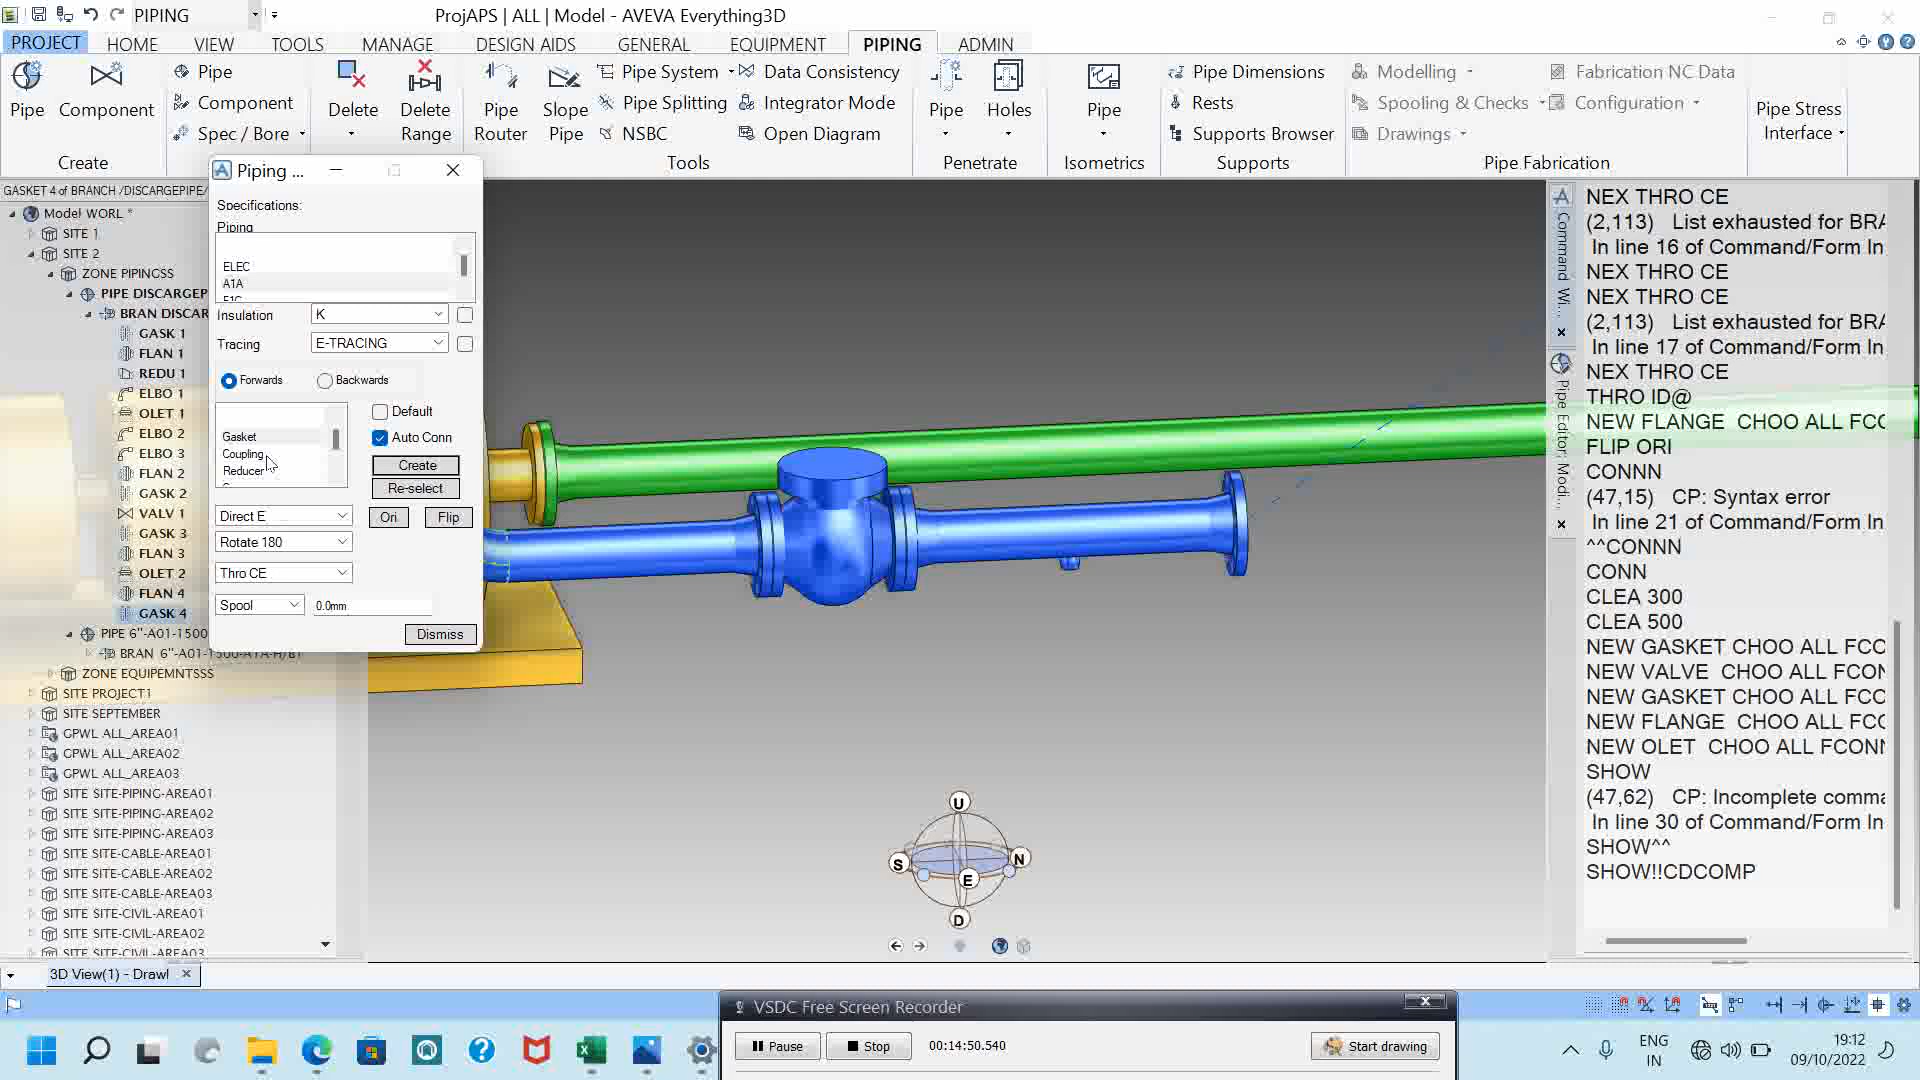 PIPING
ProjAPS | ALL | Model - AVEVA Everything3D
PROJECT
HOME
VIEW
TOOLS
MANAGE
DESIGN AIDS
GENERAL
EQUIPMENT
PIPING
ADMIN
Pipe
Component
Create
Pipe
Component
Spec / Bore
Delete
Delete
Range
Pipe
Router
Slope
Pipe
Pipe System
Pipe Splitting
NSBC
Data Consistency
Integrator Mode
Open Diagram
Tools
Pipe
Holes
Penetrate
Pipe
Isometrics
Pipe Dimensions
Rests
Supports Browser
Supports
Modelling
Spooling & Checks
Drawings
Fabrication NC Data
Configuration
Pipe Fabrication
Pipe Stress
Interface
GASKET 4 of BRANCH /DISCARGEPIPE/
Model WORL *
SITE 1
SITE 2
ZONE PIPINGSS
PIPE DISCARGEP
BRAN DISCAR
GASK 1
FLAN 1
REDU 1
ELBO 1
OLET 1
ELBO 2
ELBO 3
FLAN 2
GASK 2
VALV 1
GASK 3
FLAN 3
OLET 2
FLAN 4
GASK 4
PIPE 6"-A01-1500
BRAN 6"-A01-1500-A1A-H/B1
ZONE EQUIPEMNTSSS
SITE PROJECT1
SITE SEPTEMBER
GPWL ALL_AREA01
GPWL ALL_AREA02
GPWL ALL_AREA03
SITE SITE-PIPING-AREA01
SITE SITE-PIPING-AREA02
SITE SITE-PIPING-AREA03
SITE SITE-CABLE-AREA01
SITE SITE-CABLE-AREA02
SITE SITE-CABLE-AREA03
SITE SITE-CIVIL-AREA01
SITE SITE-CIVIL-AREA02
SITE SITE-CIVIL-AREA03
Piping ...
Specifications:
Piping
ELEC
A1A
F1C
Insulation
K
Tracing
E-TRACING
Forwards
Backwards
Gasket
Coupling
Reducer
Default
Auto Conn
Create
Re-select
Direct E
Ori
Flip
Rotate 180
Thro CE
Spool
0.0mm
Dismiss
U
S
N
E
D
Command Wi...
Pipe Editor: Modi...
NEX THRO CE
(2,113) List exhausted for BRA
In line 16 of Command/Form In
NEX THRO CE
NEX THRO CE
(2,113) List exhausted for BRA
In line 17 of Command/Form In
NEX THRO CE
THRO ID@
NEW FLANGE CHOO ALL FCC
FLIP ORI
CONNN
(47,15) CP: Syntax error
In line 21 of Command/Form In
^^CONNN
CONN
CLEA 300
CLEA 500
NEW GASKET CHOO ALL FCC
NEW VALVE CHOO ALL FCON
NEW GASKET CHOO ALL FCC
NEW FLANGE CHOO ALL FCC
NEW OLET CHOO ALL FCONN
SHOW
(47,62) CP: Incomplete comma
In line 30 of Command/Form In
SHOW^^
SHOW!!CDCOMP
3D View(1) - Drawl
VSDC Free Screen Recorder
Pause
Stop
00:14:50.540
Start drawing
ENG
IN
19:12
09/10/2022